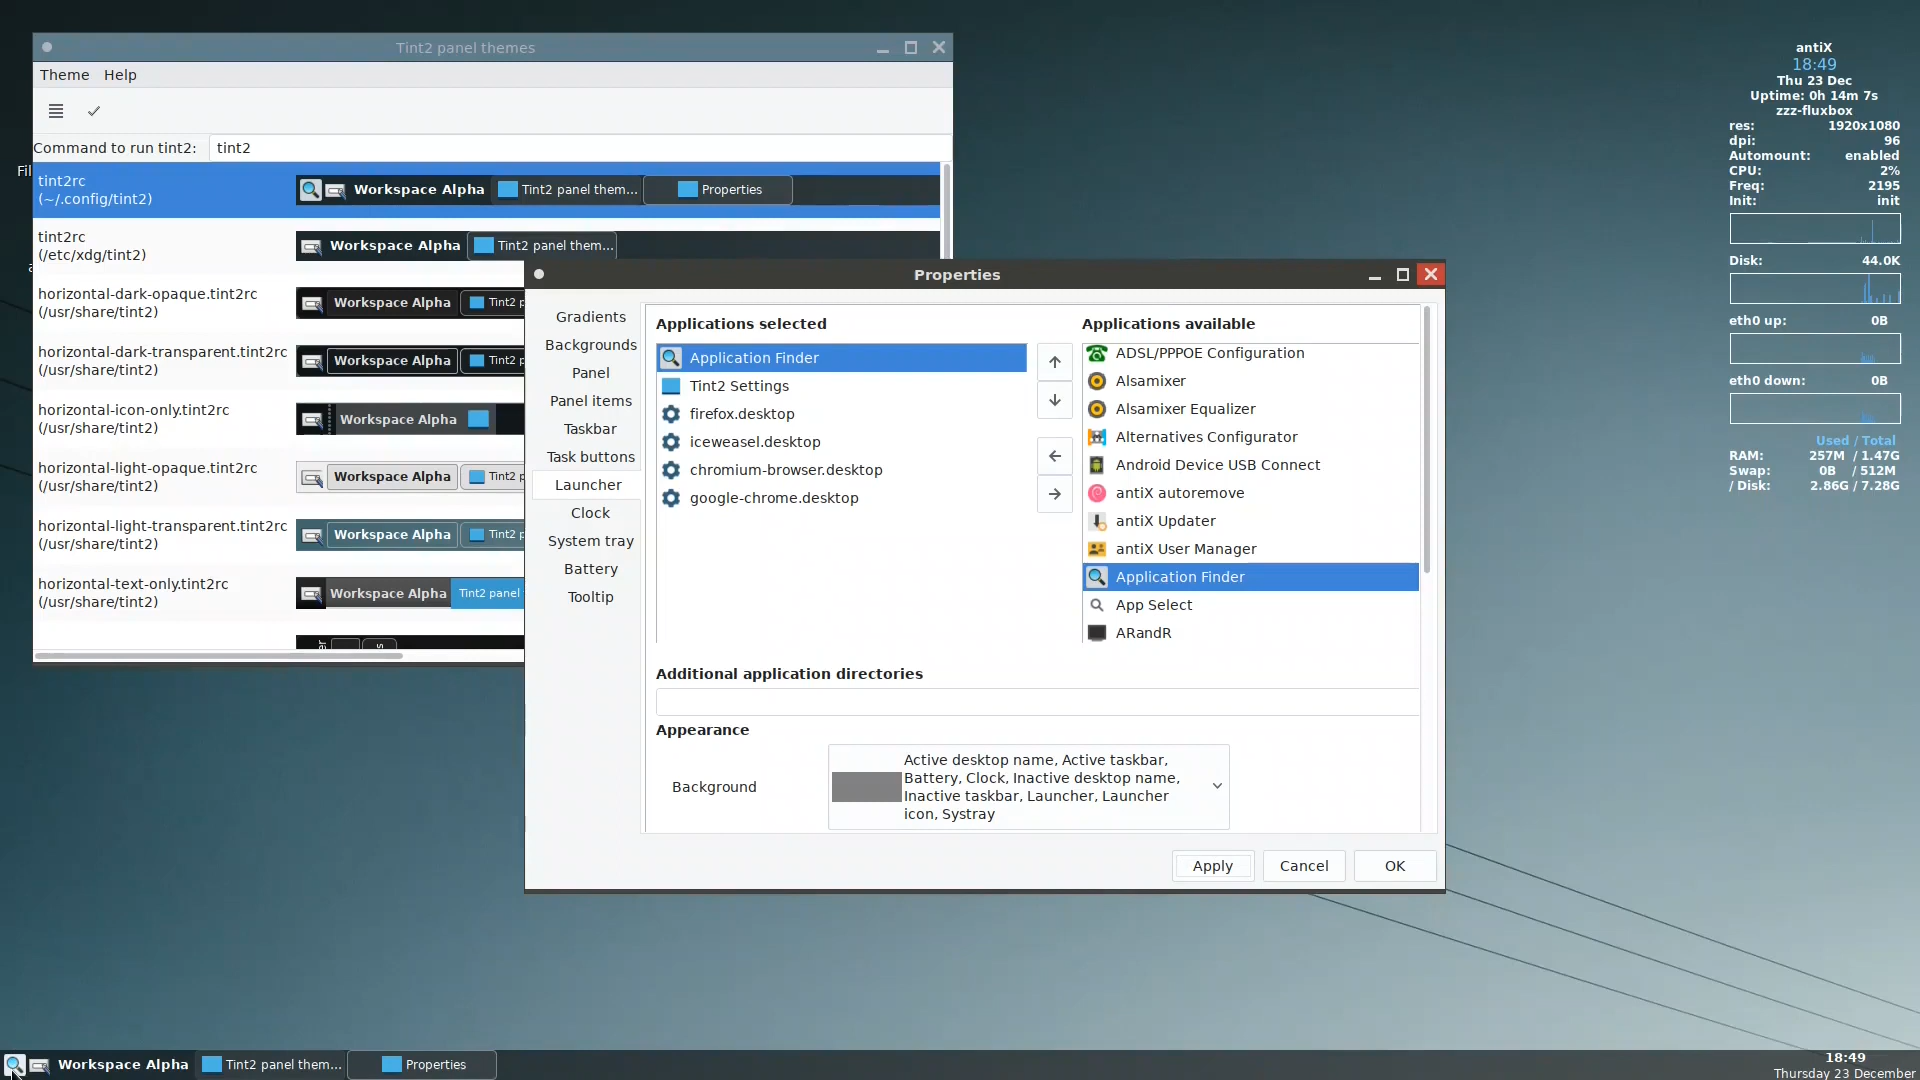 Tint2 panel themes
Theme Help
Command to run tint2: tint2
Fil
tint2rc
(~/.config/tint2)
Workspace Alpha Tint2 panel them... Properties
tint2rc
(/etc/xdg/tint2)
Workspace Alpha Tint2 panel them...
horizontal-dark-opaque.tint2rc
(/usr/share/tint2)
Workspace Alpha Tint2 p
horizontal-dark-transparent.tint2rc
(/usr/share/tint2)
Workspace Alpha Tint2 p
horizontal-icon-only.tint2rc
(/usr/share/tint2)
Workspace Alpha
horizontal-light-opaque.tint2rc
(/usr/share/tint2)
Workspace Alpha Tint2 p
horizontal-light-transparent.tint2rc
(/usr/share/tint2)
Workspace Alpha Tint2 p
horizontal-text-only.tint2rc
(/usr/share/tint2)
Workspace Alpha Tint2 panel
Properties
Gradients
Backgrounds
Panel
Panel items
Taskbar
Task buttons
Launcher
Clock
System tray
Battery
Tooltip
Applications selected
Application Finder
Tint2 Settings
firefox.desktop
iceweasel.desktop
chromium-browser.desktop
google-chrome.desktop
Applications available
ADSL/PPPOE Configuration
Alsamixer
Alsamixer Equalizer
Alternatives Configurator
Android Device USB Connect
antiX autoremove
antiX Updater
antiX User Manager
Application Finder
App Select
ARandR
Additional application directories
Appearance
Background
Active desktop name, Active taskbar,
Battery, Clock, Inactive desktop name,
Inactive taskbar, Launcher, Launcher
icon, Systray
Apply Cancel OK
antiX
18:49
Thu 23 Dec
Uptime: 0h 14m 7s
zzz-fluxbox
res: 1920x1080
dpi: 96
Automount: enabled
CPU: 2%
Freq: 2195
Init: init
Disk: 44.0K
eth0 up: 0B
eth0 down: 0B
Used / Total
RAM: 257M / 1.47G
Swap: 0B / 512M
/ Disk: 2.86G / 7.28G
Workspace Alpha Tint2 panel them... Properties
18:49
Thursday 23 December